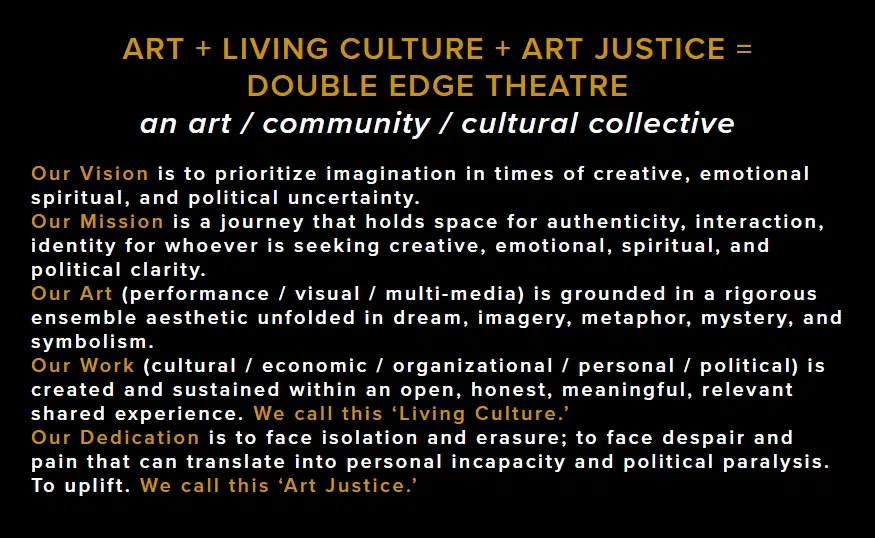 ART + LIVING CULTURE + ART JUSTICE =
DOUBLE EDGE THEATRE
an art / community / cultural collective
Our Vision is to prioritize imagination in times of creative, emotional
spiritual, and political uncertainty.
Our Mission is a journey that holds space for authenticity, interaction,
identity for whoever is seeking creative, emotional, spiritual, and
political clarity.
Our Art (performance / visual / multi-media) is grounded in a rigorous
ensemble aesthetic unfolded in dream, imagery, metaphor, mystery, and
symbolism.
Our Work (cultural / economic / organizational / personal / political) is
created and sustained within an open, honest, meaningful, relevant
shared experience. We call this ‘Living Culture.’
Our Dedication is to face isolation and erasure; to face despair and
pain that can translate into personal incapacity and political paralysis.
To uplift. We call this ‘Art Justice.’